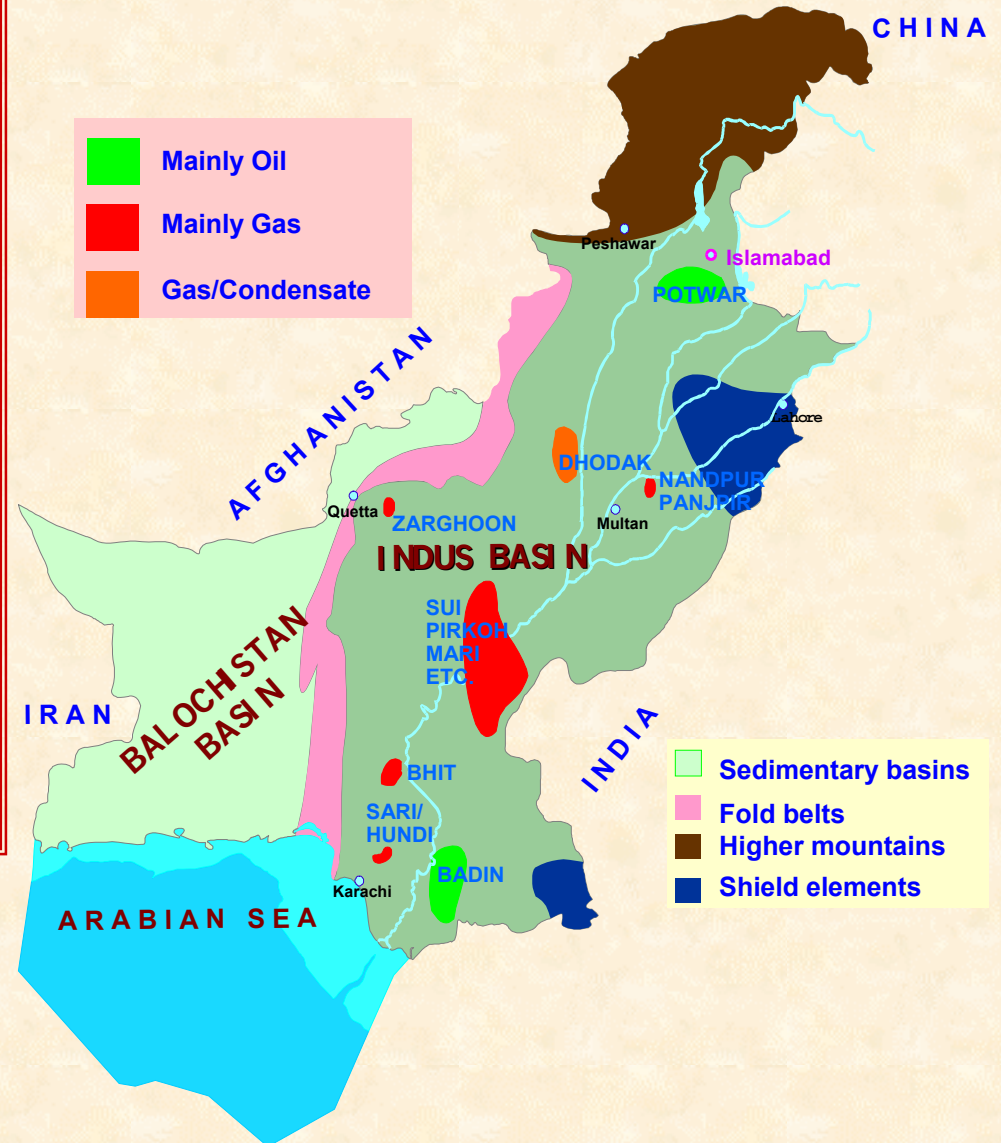 CHINA
Mainly Oil
Mainly Gas
Gas/Condensate
Peshawar
Islamabad
POTWAR
AFGHANISTAN
Lahore
DHODAK
NANDPUR
PANJPIR
Quetta
ZARGHOON
Multan
INDUS BASIN
SUI
PIRKOH
MARI
ETC.
BALOCHISTAN
BASIN
IRAN
INDIA
Sedimentary basins
Fold belts
Higher mountains
Shield elements
BHIT
SARI/
HUNDI
BADIN
Karachi
ARABIAN SEA